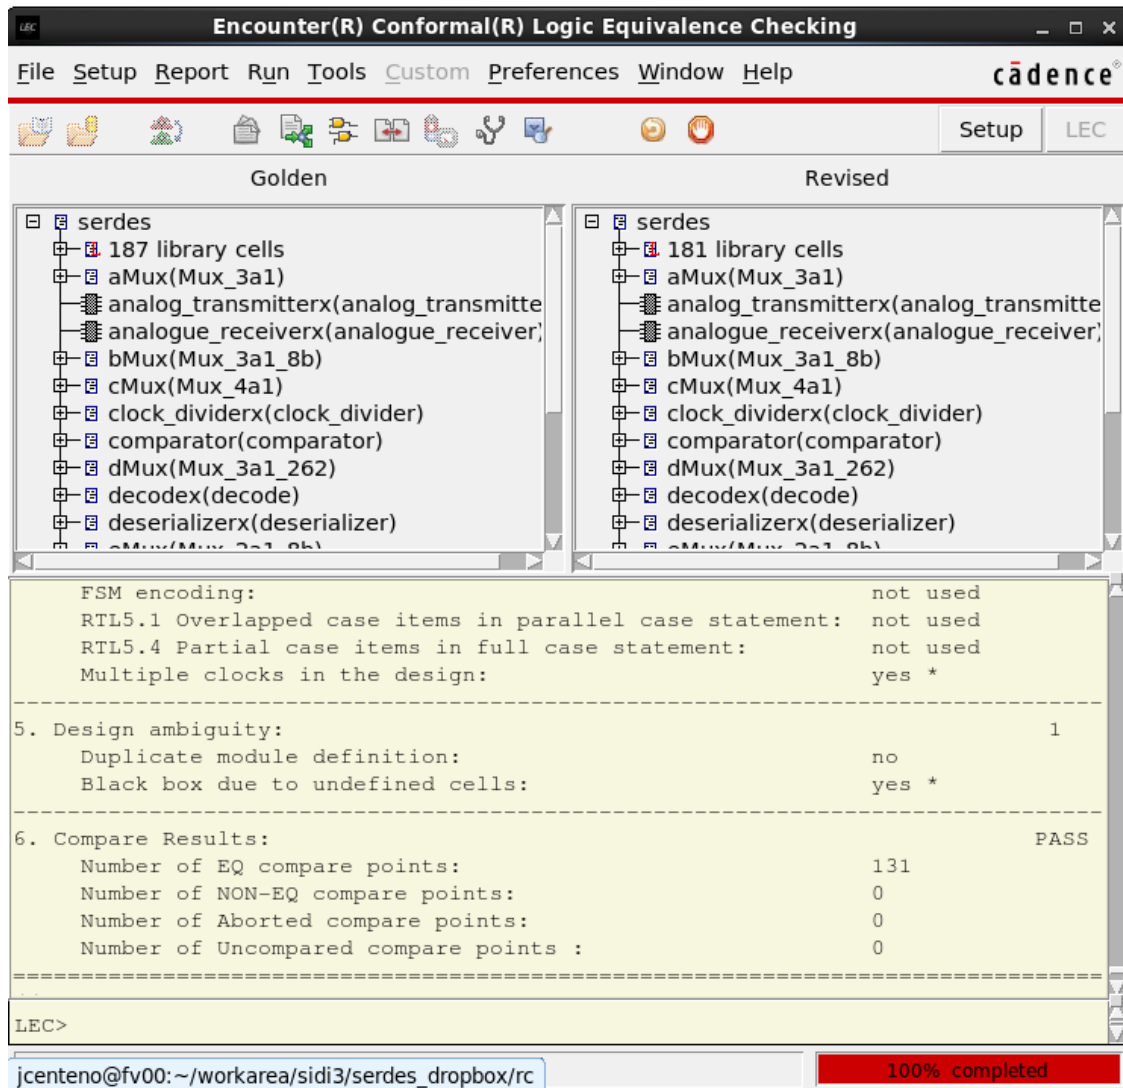 LEC
Encounter(R) Conformal(R) Logic Equivalence Checking
File Setup Report Run Tools Custom Preferences Window Help
cādence®
Setup LEC
Golden
Revised
serdes
187 library cells
aMux(Mux_3a1)
analog_transmitterx(analog_transmitte
analogue_receiverx(analogue_receiver)
bMux(Mux_3a1_8b)
cMux(Mux_4a1)
clock_dividerx(clock_divider)
comparator(comparator)
dMux(Mux_3a1_262)
decodex(decode)
deserializerx(deserializer)
serdes
181 library cells
aMux(Mux_3a1)
analog_transmitterx(analog_transmitte
analogue_receiverx(analogue_receiver)
bMux(Mux_3a1_8b)
cMux(Mux_4a1)
clock_dividerx(clock_divider)
comparator(comparator)
dMux(Mux_3a1_262)
decodex(decode)
deserializerx(deserializer)
FSM encoding: not used
RTL5.1 Overlapped case items in parallel case statement: not used
RTL5.4 Partial case items in full case statement: not used
Multiple clocks in the design: yes *
5. Design ambiguity: 1
Duplicate module definition: no
Black box due to undefined cells: yes *
6. Compare Results: PASS
Number of EQ compare points: 131
Number of NON-EQ compare points: 0
Number of Aborted compare points: 0
Number of Uncompared compare points : 0
LEC>
jcenteno@fv00:~/workarea/sidi3/serdes_dropbox/rc
100% completed